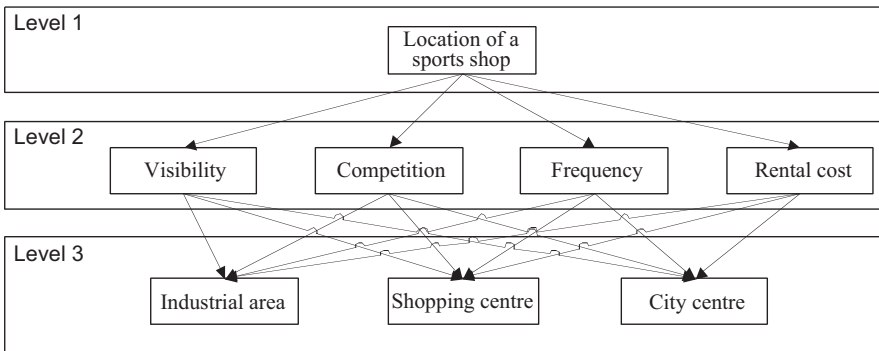 Level 1
Location of a
sports shop
Level 2
Visibility
Competition
Frequency
Rental cost
Level 3
Industrial area
Shopping centre
City centre